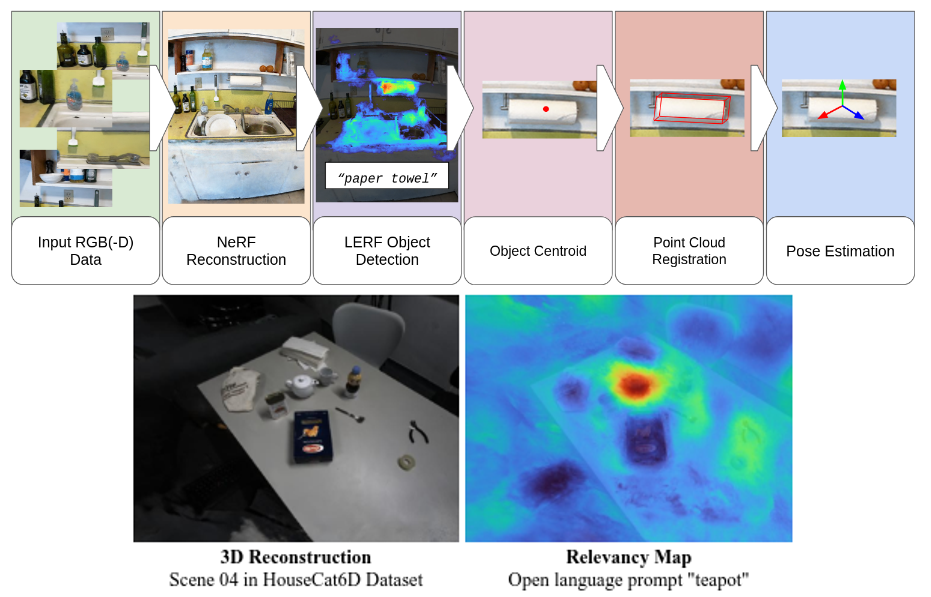 "paper towel"
Input RGB(-D)
Data
NeRF
Reconstruction
LERF Object
Detection
Object Centroid
Point Cloud
Registration
Pose Estimation
3D Reconstruction
Scene 04 in HouseCat6D Dataset
Relevancy Map
Open language prompt "teapot"